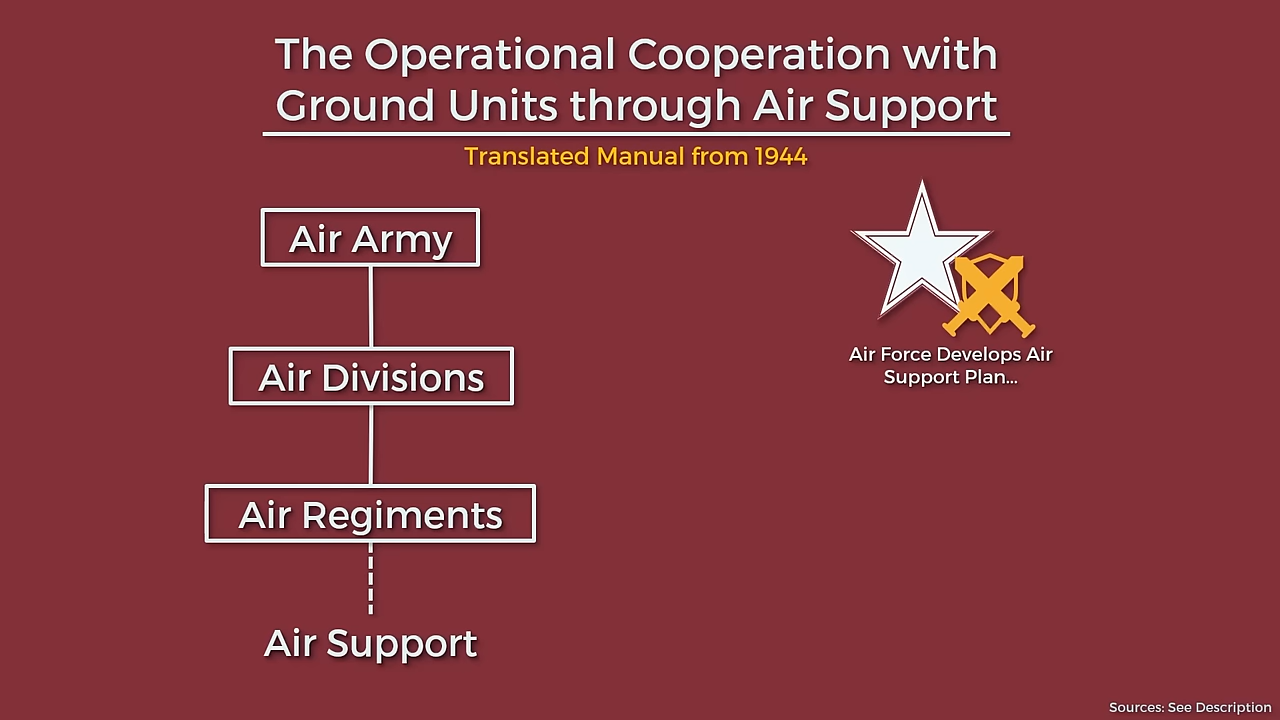 The Operational Cooperation with
Ground Units through Air Support
Translated Manual from 1944
Air Army
Air Divisions
Air Regiments
Air Support
Air Force Develops Air
Support Plan...
Sources: See Description